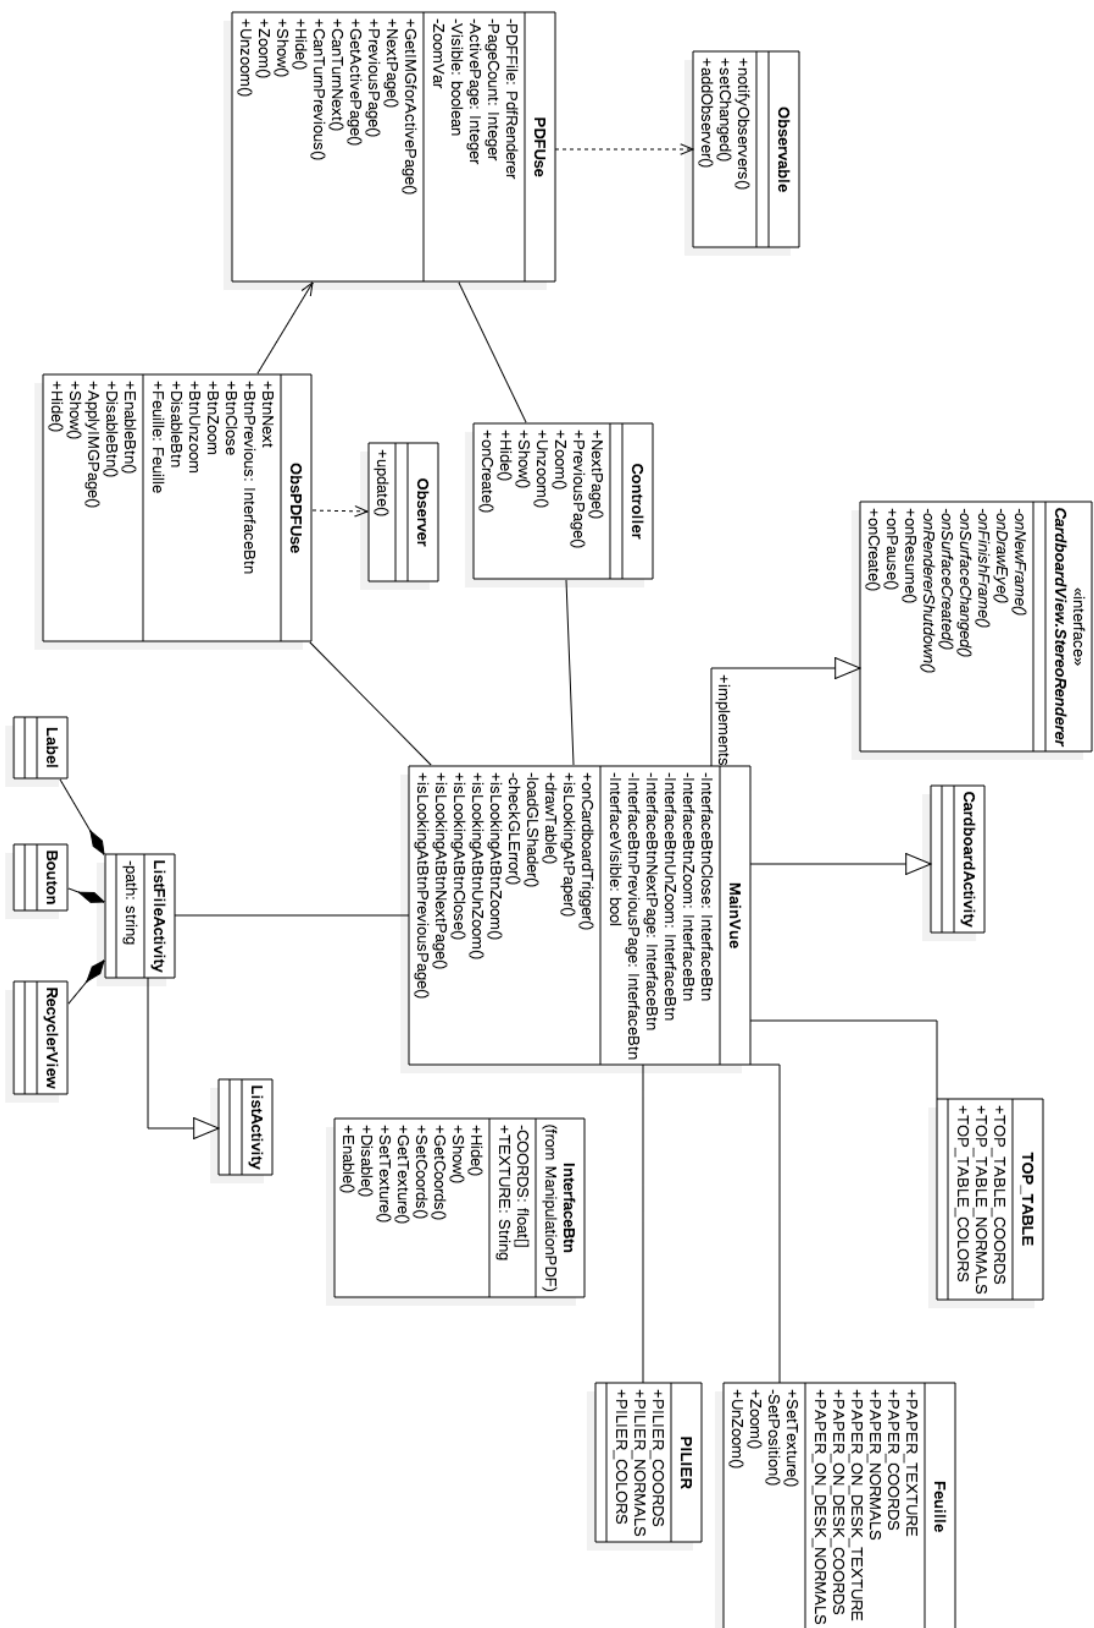 Observable
+notifyObservers()
+setChanged()
+addObserver()
PDFUse
-PDFFile: PdfRenderer
-PageCount: Integer
-ActivePage: Integer
-Visible: boolean
-ZoomVar
+GetIMGforActivePage()
+NextPage()
+PreviousPage()
+GetActivePage()
+CanTurnNext()
+CanTurnPrevious()
+Hide()
+Show()
+Zoom()
+Unzoom()
«interface»
CardboardView.StereoRenderer
-onNewFrame()
-onDrawEye()
-onFinishFrame()
-onSurfaceChanged()
-onSurfaceCreated()
-onRendererShutdown()
+onResume()
+onPause()
+onCreate()
Controller
+NextPage()
+PreviousPage()
+Zoom()
+Unzoom()
+Show()
+Hide()
+onCreate()
Observer
+update()
ObsPDFUse
+BtnNext
+BtnPrevious: InterfaceBtn
+BtnClose
+BtnZoom
+BtnUnzoom
+DisableBtn
+Feuille: Feuille
+EnableBtn()
+DisableBtn()
+ApplyIMGPage()
+Show()
+Hide()
CardboardActivity
+implements
MainVue
-InterfaceBtnClose: InterfaceBtn
-InterfaceBtnZoom: InterfaceBtn
-InterfaceBtnUnZoom: InterfaceBtn
-InterfaceBtnNextPage: InterfaceBtn
-InterfaceBtnPreviousPage: InterfaceBtn
-InterfaceVisible: bool
+onCardboardTrigger()
+isLookingAtPaper()
+drawTable()
-loadGLShader()
-checkGLError()
+isLookingAtBtnZoom()
+isLookingAtBtnUnZoom()
+isLookingAtBtnClose()
+isLookingAtBtnNextPage()
+isLookingAtBtnPreviousPage()
ListFileActivity
-path: string
Label
Bouton
RecyclerView
ListActivity
TOP_TABLE
+TOP_TABLE_COORDS
+TOP_TABLE_NORMALS
+TOP_TABLE_COLORS
InterfaceBtn
(from ManipulationPDF)
-COORDS: float[]
+TEXTURE: String
+Hide()
+Show()
+GetCoords()
+SetCoords()
+GetTexture()
+SetTexture()
+Disable()
+Enable()
Feuille
+PAPER_TEXTURE
+PAPER_COORDS
+PAPER_NORMALS
+PAPER_ON_DESK_TEXTURE
+PAPER_ON_DESK_COORDS
+PAPER_ON_DESK_NORMALS
+SetTexture()
-SetPosition()
+Zoom()
+UnZoom()
PILIER
+PILIER_COORDS
+PILIER_NORMALS
+PILIER_COLORS